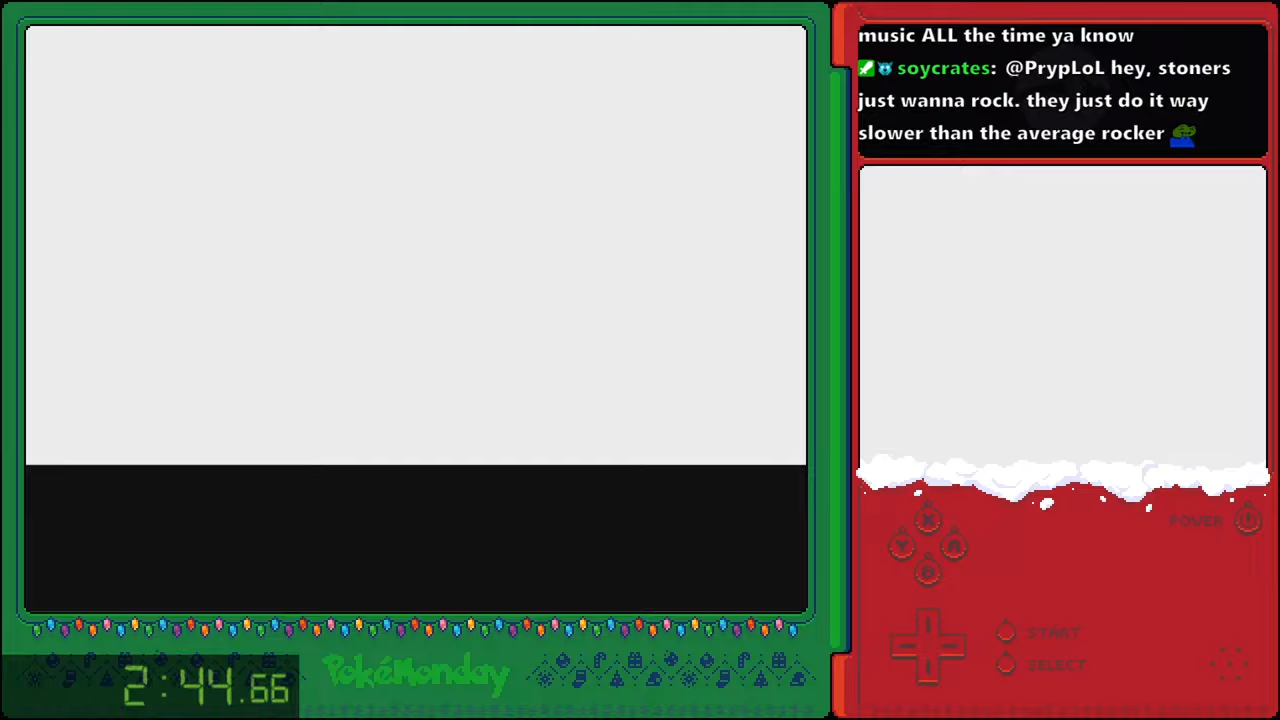 music ALL the time ya know
soycrates: @PrypLoL hey, stoners
just wanna rock. they just do it way
slower than the average rocker
X
Y A
B
POWER
START
SELECT
PokéMonday
2:44.66